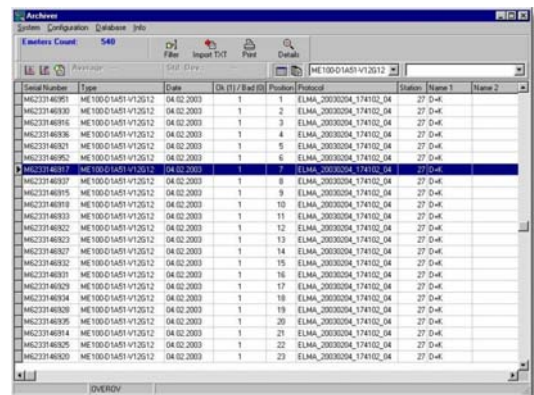 Archiver
System Configuration Database Info
Emeters Count: 540
Filter Import TXT Print Details
Average: Std. Dev.: ME100-D1A51-V12G12
Serial Number Type Date Ok (1) / Bad (0) Position Protocol Station Name 1 Name 2
M6233146951 ME100-D1A51-V12G12 04.02.2003 1 1 ELMA_20030204_174102_04 27 D+K
M6233146930 ME100-D1A51-V12G12 04.02.2003 1 2 ELMA_20030204_174102_04 27 D+K
M6233146916 ME100-D1A51-V12G12 04.02.2003 1 3 ELMA_20030204_174102_04 27 D+K
M6233146936 ME100-D1A51-V12G12 04.02.2003 1 4 ELMA_20030204_174102_04 27 D+K
M6233146921 ME100-D1A51-V12G12 04.02.2003 1 5 ELMA_20030204_174102_04 27 D+K
M6233146952 ME100-D1A51-V12G12 04.02.2003 1 6 ELMA_20030204_174102_04 27 D+K
M6233146917 ME100-D1A51-V12G12 04.02.2003 1 7 ELMA_20030204_174102_04 27 D+K
M6233146937 ME100-D1A51-V12G12 04.02.2003 1 8 ELMA_20030204_174102_04 27 D+K
M6233146915 ME100-D1A51-V12G12 04.02.2003 1 9 ELMA_20030204_174102_04 27 D+K
M6233146918 ME100-D1A51-V12G12 04.02.2003 1 10 ELMA_20030204_174102_04 27 D+K
M6233146933 ME100-D1A51-V12G12 04.02.2003 1 11 ELMA_20030204_174102_04 27 D+K
M6233146922 ME100-D1A51-V12G12 04.02.2003 1 12 ELMA_20030204_174102_04 27 D+K
M6233146923 ME100-D1A51-V12G12 04.02.2003 1 13 ELMA_20030204_174102_04 27 D+K
M6233146927 ME100-D1A51-V12G12 04.02.2003 1 14 ELMA_20030204_174102_04 27 D+K
M6233146932 ME100-D1A51-V12G12 04.02.2003 1 15 ELMA_20030204_174102_04 27 D+K
M6233146931 ME100-D1A51-V12G12 04.02.2003 1 16 ELMA_20030204_174102_04 27 D+K
M6233146929 ME100-D1A51-V12G12 04.02.2003 1 17 ELMA_20030204_174102_04 27 D+K
M6233146934 ME100-D1A51-V12G12 04.02.2003 1 18 ELMA_20030204_174102_04 27 D+K
M6233146928 ME100-D1A51-V12G12 04.02.2003 1 19 ELMA_20030204_174102_04 27 D+K
M6233146935 ME100-D1A51-V12G12 04.02.2003 1 20 ELMA_20030204_174102_04 27 D+K
M6233146914 ME100-D1A51-V12G12 04.02.2003 1 21 ELMA_20030204_174102_04 27 D+K
M6233146925 ME100-D1A51-V12G12 04.02.2003 1 22 ELMA_20030204_174102_04 27 D+K
M6233146920 ME100-D1A51-V12G12 04.02.2003 1 23 ELMA_20030204_174102_04 27 D+K
OVEROV